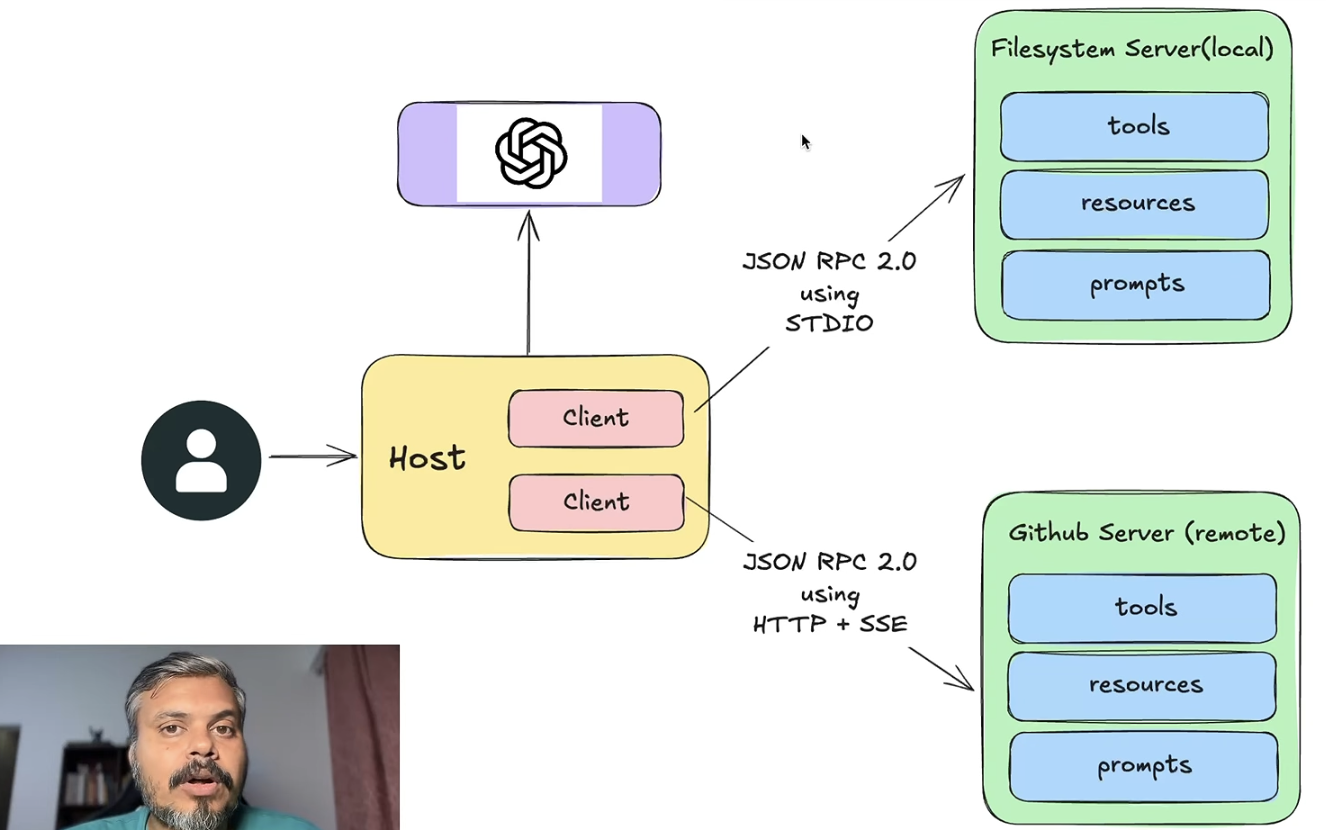 Filesystem Server(local)
tools
resources
prompts
JSON RPC 2.0
using
STDIO
Host
Client
Client
JSON RPC 2.0
using
HTTP + SSE
Github Server (remote)
tools
resources
prompts